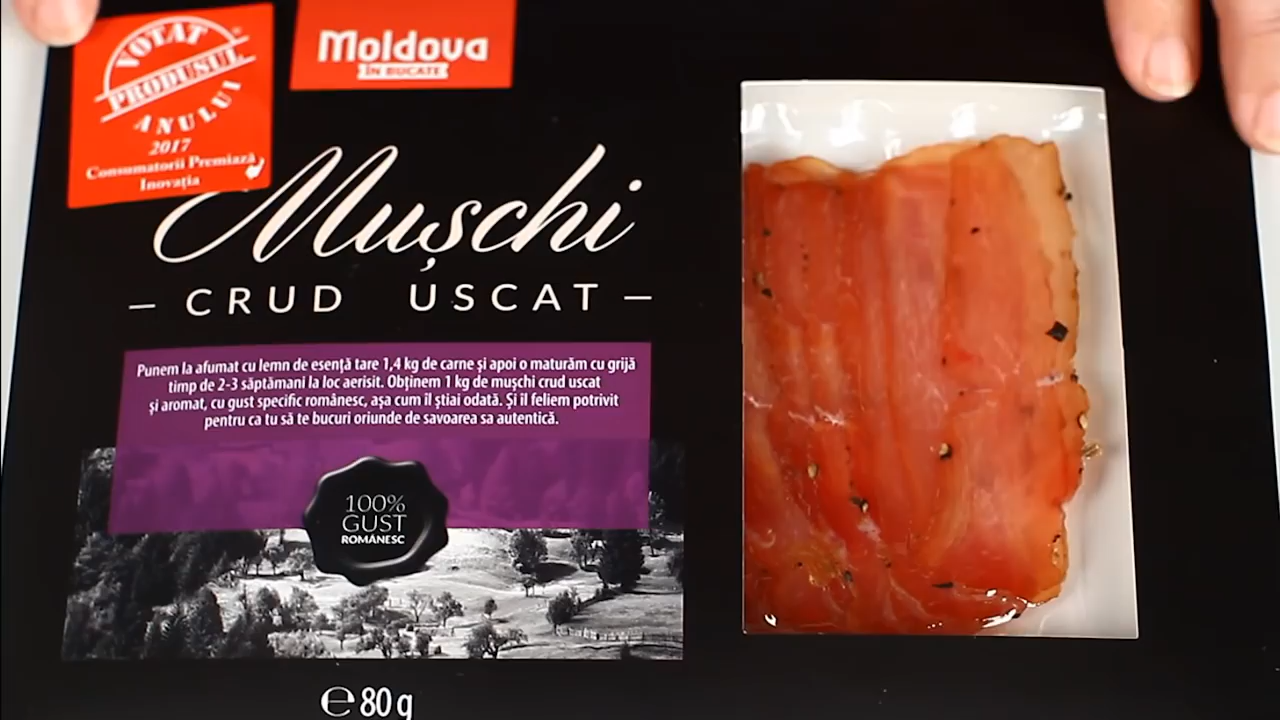 VOTAT
PRODUSUL
ANULUI
2017
Consumatorii Premiază
Inovația
Moldova
ÎN BUCATE
Mușchi
– CRUD USCAT –
Punem la afumat cu lemn de esență tare 1,4 kg de carne și apoi o maturăm cu grijă
timp de 2-3 săptămani la loc aerisit. Obținem 1 kg de mușchi crud uscat
și aromat, cu gust specific românesc, așa cum îl știai odată. Și îl feliem potrivit
pentru ca tu să te bucuri oriunde de savoarea sa autentică.
100%
GUST
ROMÂNESC
℮ 80 g